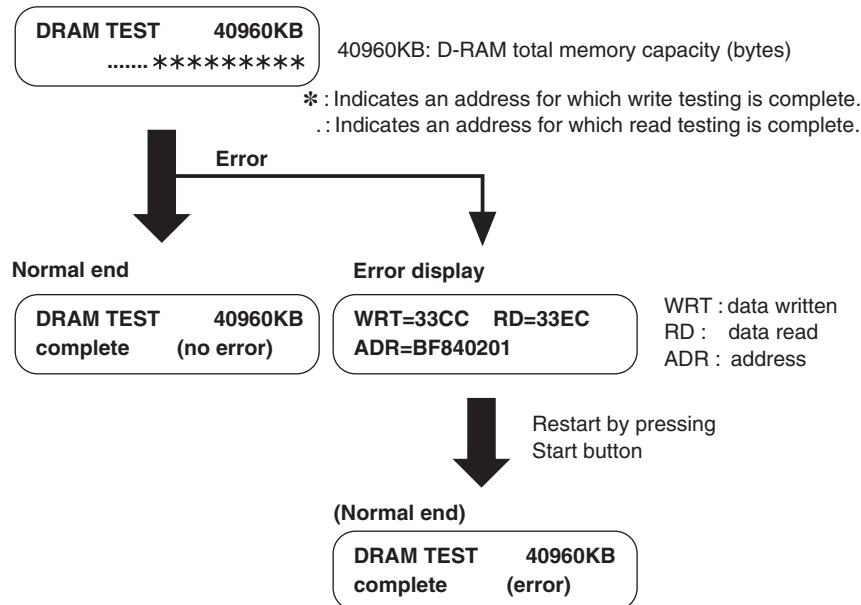 DRAM TEST 40960KB
.......*********
40960KB: D-RAM total memory capacity (bytes)
* : Indicates an address for which write testing is complete.
. : Indicates an address for which read testing is complete.
Error
Normal end
Error display
DRAM TEST 40960KB
complete (no error)
WRT=33CC RD=33EC
ADR=BF840201
WRT : data written
RD : data read
ADR : address
Restart by pressing
Start button
(Normal end)
DRAM TEST 40960KB
complete (error)